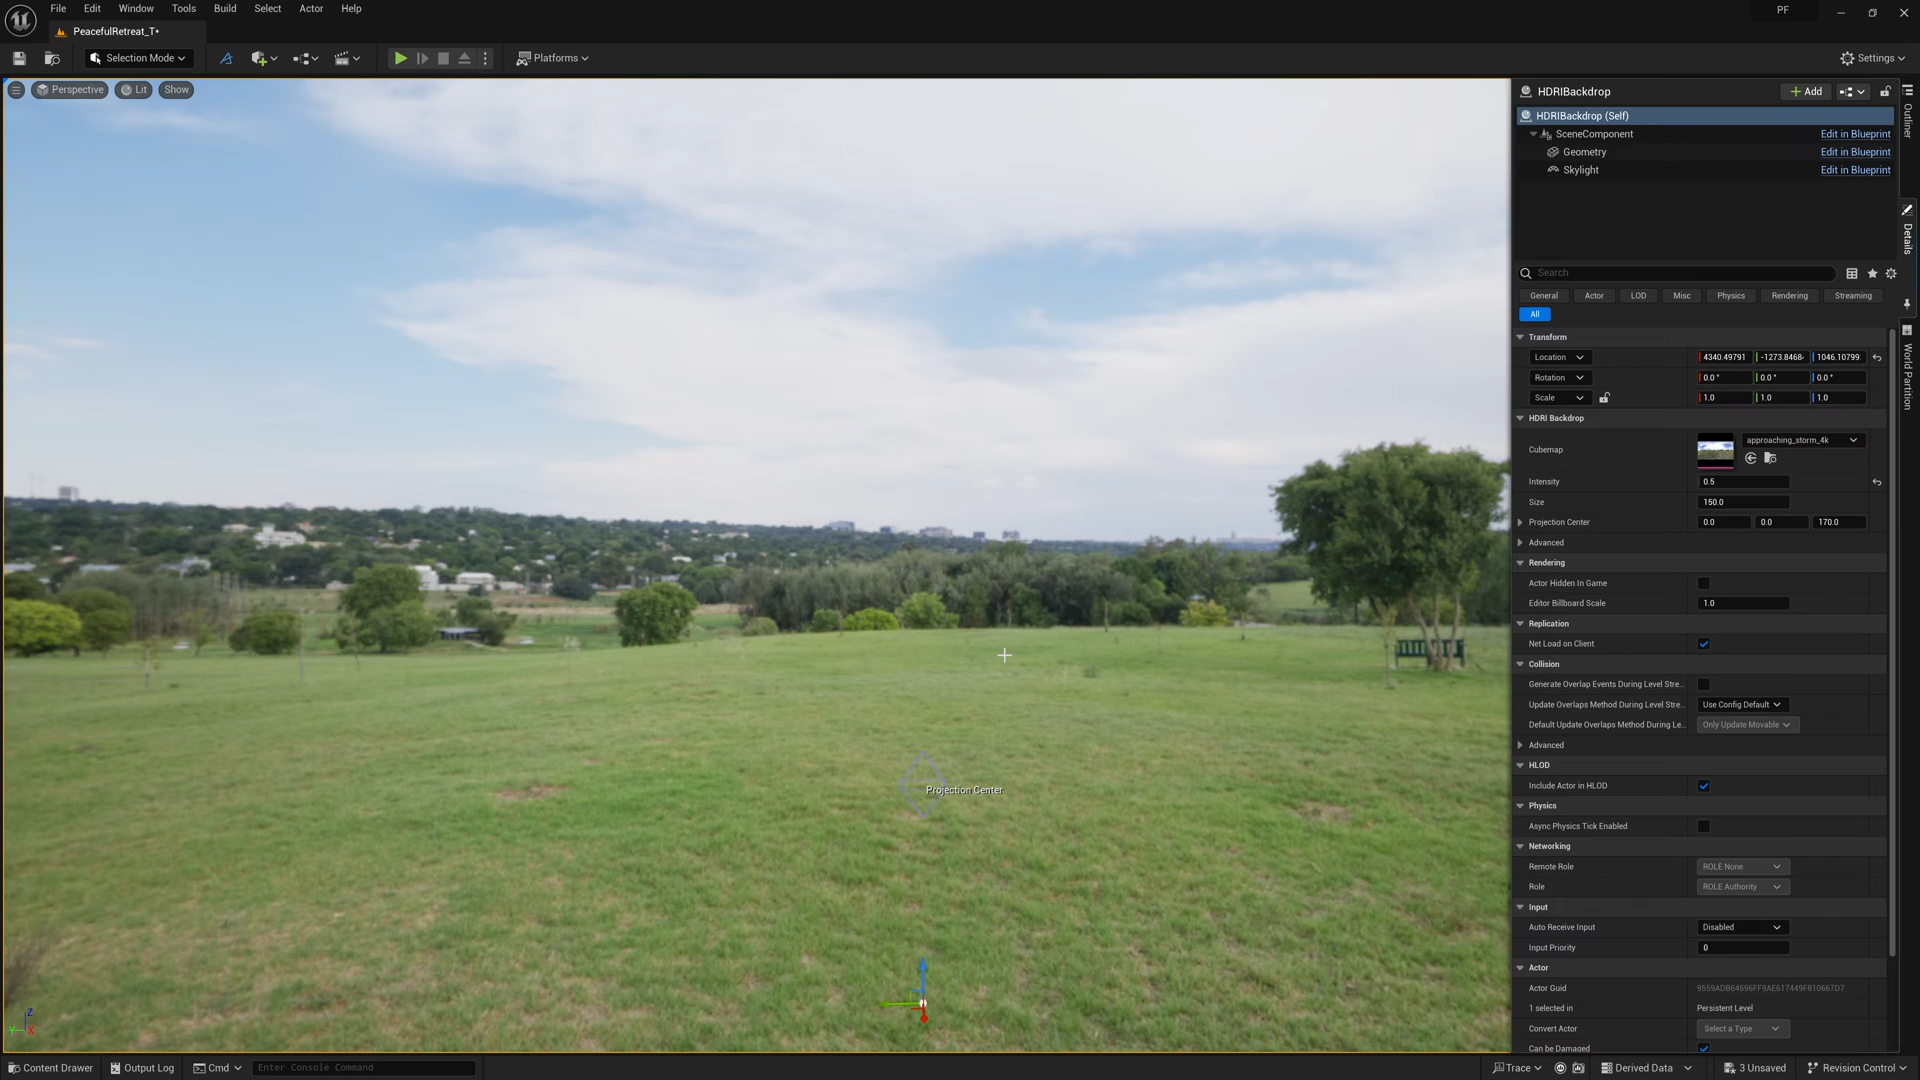 File Edit Window Tools Build Select Actor Help
PF
PeacefulRetreat_T•
Selection Mode
Platforms
Settings
Perspective Lit Show
HDRIBackdrop
Add
HDRIBackdrop (Self)
SceneComponent Edit in Blueprint
Geometry Edit in Blueprint
Skylight Edit in Blueprint
Outliner
Details
World Partition
Search
General Actor LOD Misc Physics Rendering Streaming
All
Transform
Location 4340.49791 -1273.8468 1046.10799
Rotation 0.0 ° 0.0 ° 0.0 °
Scale 1.0 1.0 1.0
HDRI Backdrop
Cubemap approaching_storm_4k
Intensity 0.5
Size 150.0
Projection Center 0.0 0.0 170.0
Advanced
Rendering
Actor Hidden In Game
Editor Billboard Scale 1.0
Replication
Net Load on Client
Collision
Generate Overlap Events During Level Stre...
Update Overlaps Method During Level Stre... Use Config Default
Default Update Overlaps Method During Le... Only Update Movable
Advanced
HLOD
Include Actor in HLOD
Physics
Async Physics Tick Enabled
Networking
Remote Role ROLE None
Role ROLE Authority
Input
Auto Receive Input Disabled
Input Priority 0
Actor
Actor Guid 9559ADB64696FF9AE617449F810667D7
1 selected in Persistent Level
Convert Actor Select a Type
Can be Damaged
Projection Center
Z
Y X
Content Drawer Output Log Cmd Enter Console Command
Trace Derived Data 3 Unsaved Revision Control